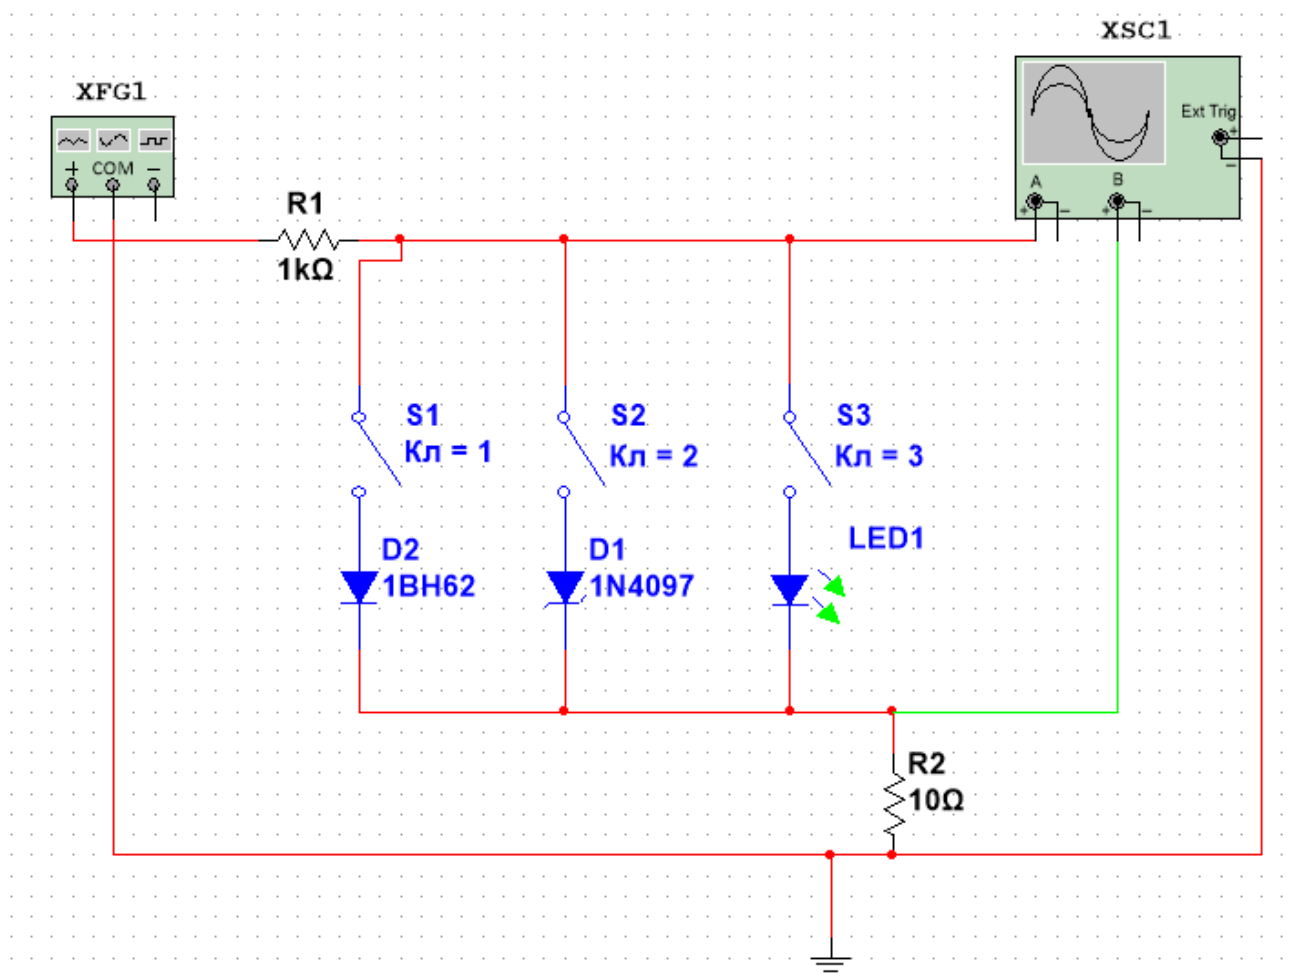 XSC1
XFG1
Ext Trig
+
−
+ COM −
A
B
+ −
+ −
R1
1kΩ
S1
Кл = 1
S2
Кл = 2
S3
Кл = 3
LED1
D2
1BH62
D1
1N4097
R2
10Ω